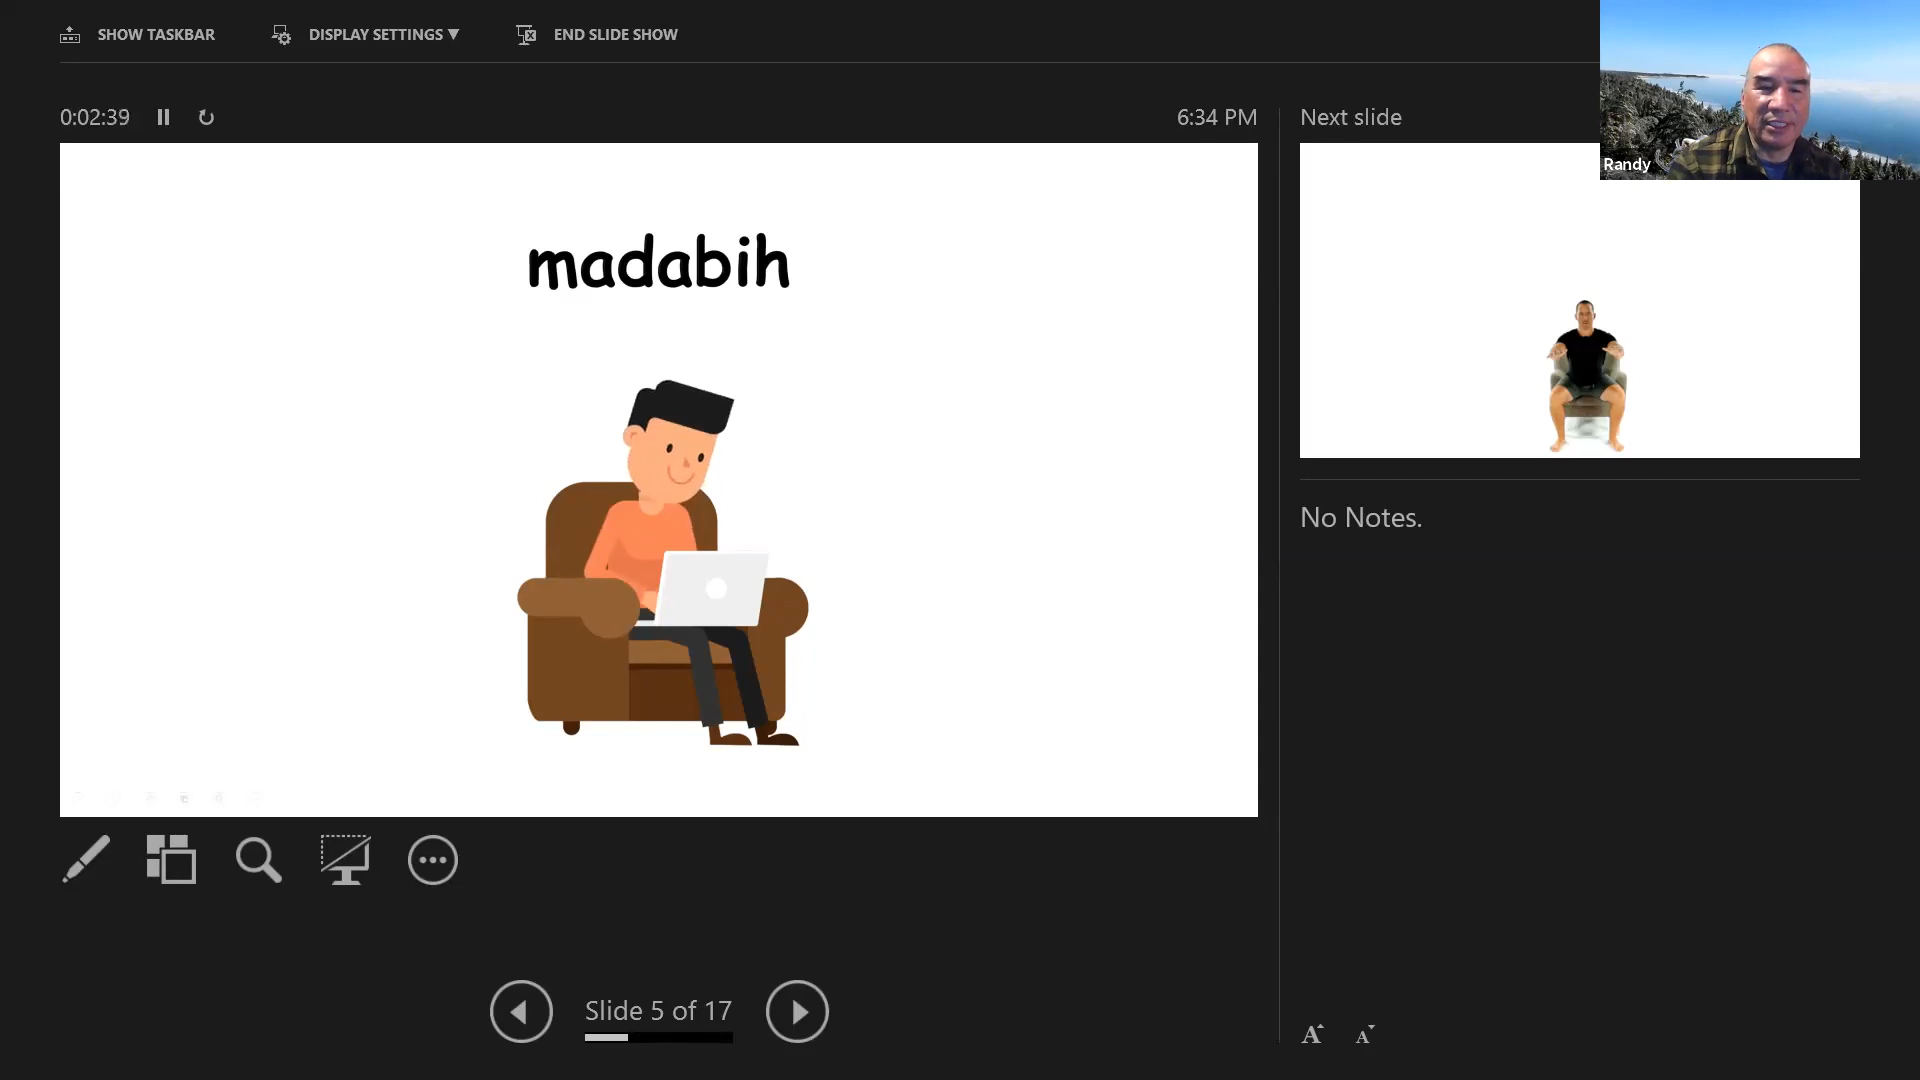 SHOW TASKBAR
DISPLAY SETTINGS ▼
END SLIDE SHOW
0:02:39
6:34 PM
Next slide
Randy
madabih
No Notes.
Slide 5 of 17
A
A